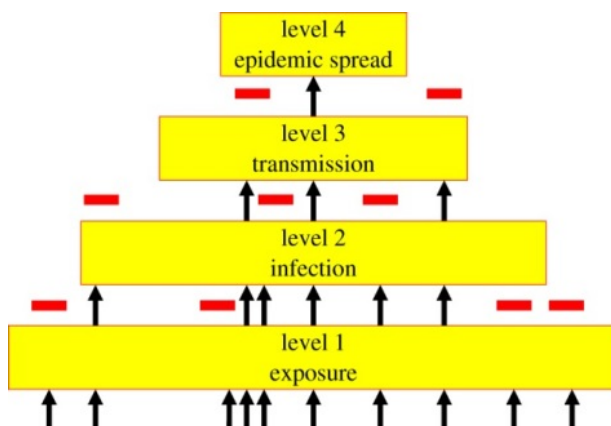 level 4
epidemic spread
level 3
transmission
level 2
infection
level 1
exposure